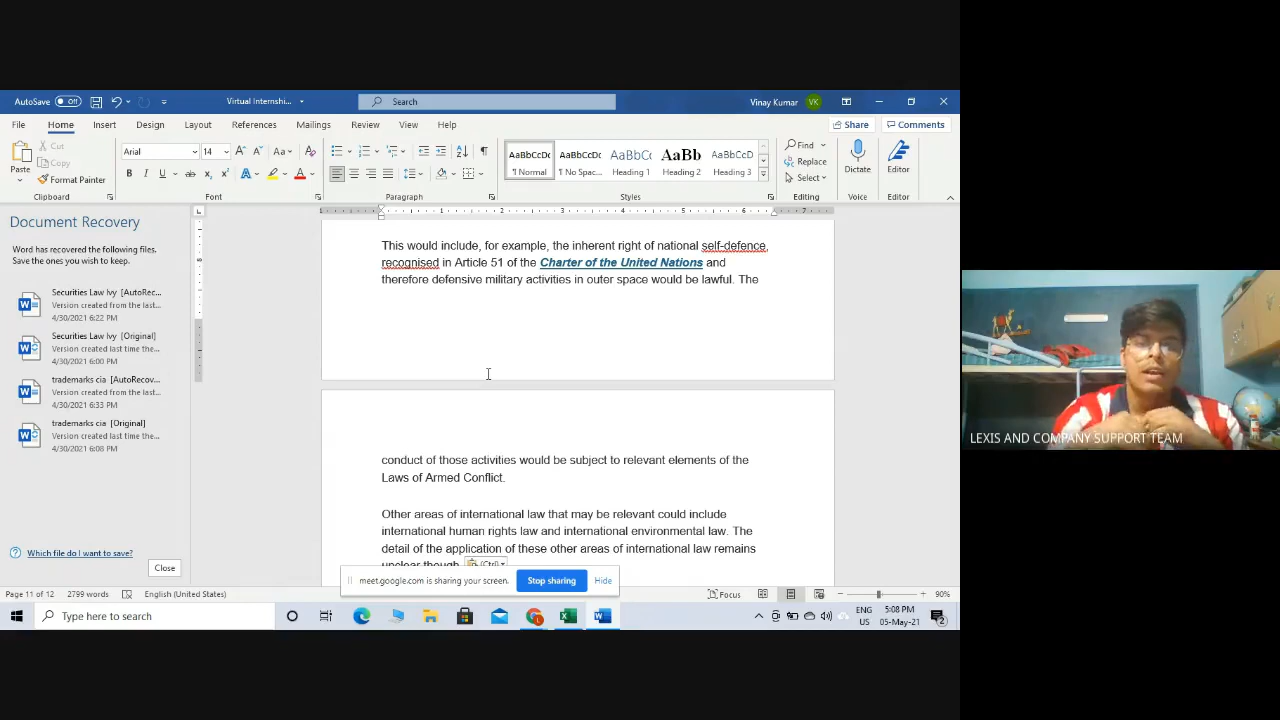 AutoSave Off Virtual Internshi... Search Vinay Kumar VK
File Home Insert Design Layout References Mailings Review View Help Share Comments
Paste Cut Copy Format Painter
Arial 14
AaBbCcDc AaBbCcDc AaBbCc AaBb AaBbCcD
¶ Normal ¶ No Spac... Heading 1 Heading 2 Heading 3
Find Replace Select Dictate Editor
Clipboard Font Paragraph Styles Editing Voice Editor
Document Recovery
Word has recovered the following files.
Save the ones you wish to keep.
Securities Law Ivy [AutoRec...
Version created from the last...
4/30/2021 6:22 PM
Securities Law Ivy [Original]
Version created last time the...
4/30/2021 6:00 PM
trademarks cia [AutoRecov...
Version created from the last...
4/30/2021 6:33 PM
trademarks cia [Original]
Version created last time the...
4/30/2021 6:08 PM
Which file do I want to save?
Close
This would include, for example, the inherent right of national self-defence,
recognised in Article 51 of the Charter of the United Nations and
therefore defensive military activities in outer space would be lawful. The
conduct of those activities would be subject to relevant elements of the
Laws of Armed Conflict.
Other areas of international law that may be relevant could include
international human rights law and international environmental law. The
detail of the application of these other areas of international law remains
unclear though. (Ctrl)
meet.google.com is sharing your screen. Stop sharing Hide
Page 11 of 12 2799 words English (United States) Focus 90%
Type here to search ENG US 5:08 PM 05-May-21 2
LEXIS AND COMPANY SUPPORT TEAM